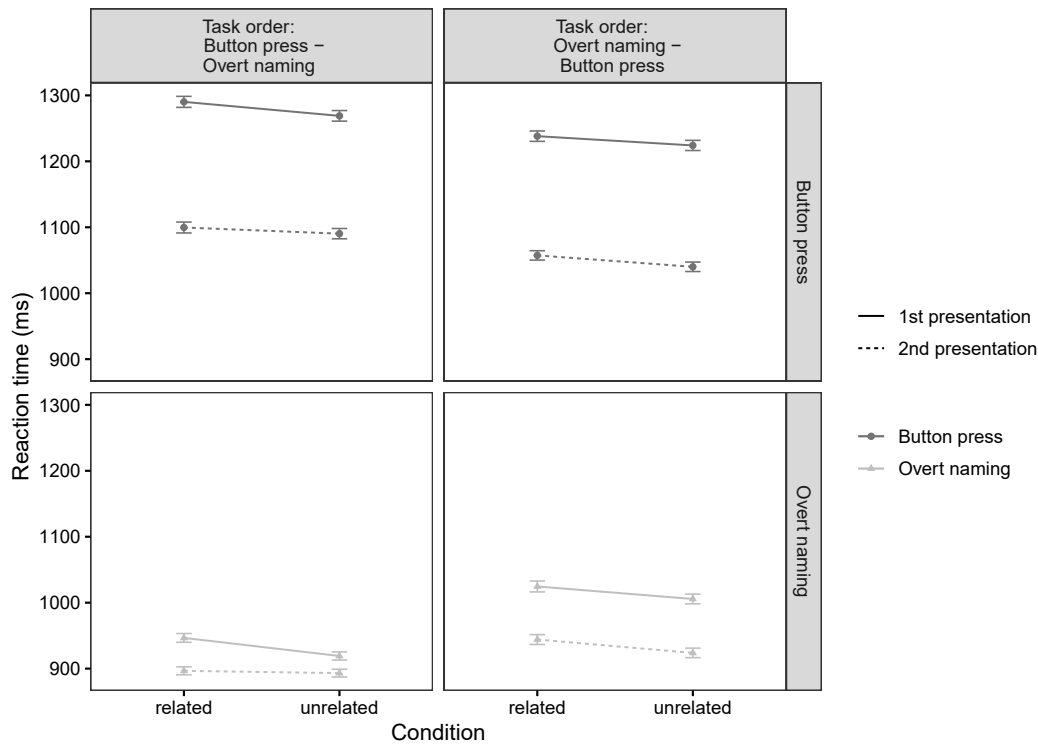 Task order:
Button press −
Overt naming
Task order:
Overt naming −
Button press
Reaction time (ms)
1300
1200
1100
1000
900
Button press
1300
1200
1100
1000
900
Overt naming
related
unrelated
related
unrelated
Condition
1st presentation
2nd presentation
Button press
Overt naming